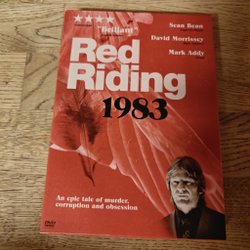 ★★★★
"Brilliant"
Sean Bean
David Morrissey
Mark Addy
Red
Riding
1983
An epic tale of murder,
corruption and obsession
DVD